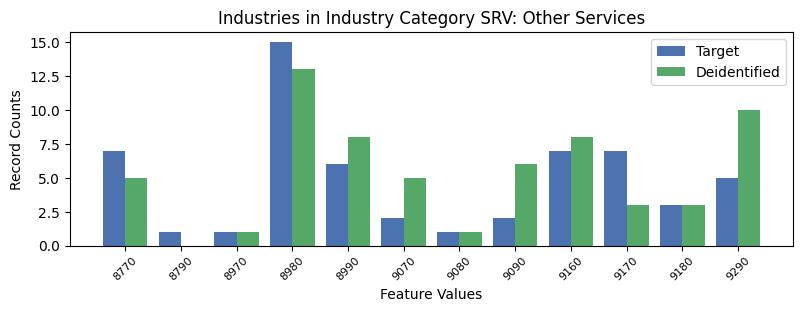 Industries in Industry Category SRV: Other Services
Target
Deidentified
Record Counts
15.0
12.5
10.0
7.5
5.0
2.5
0.0
8770 8790 8970 8980 8990 9070 9080 9090 9160 9170 9180 9290
Feature Values